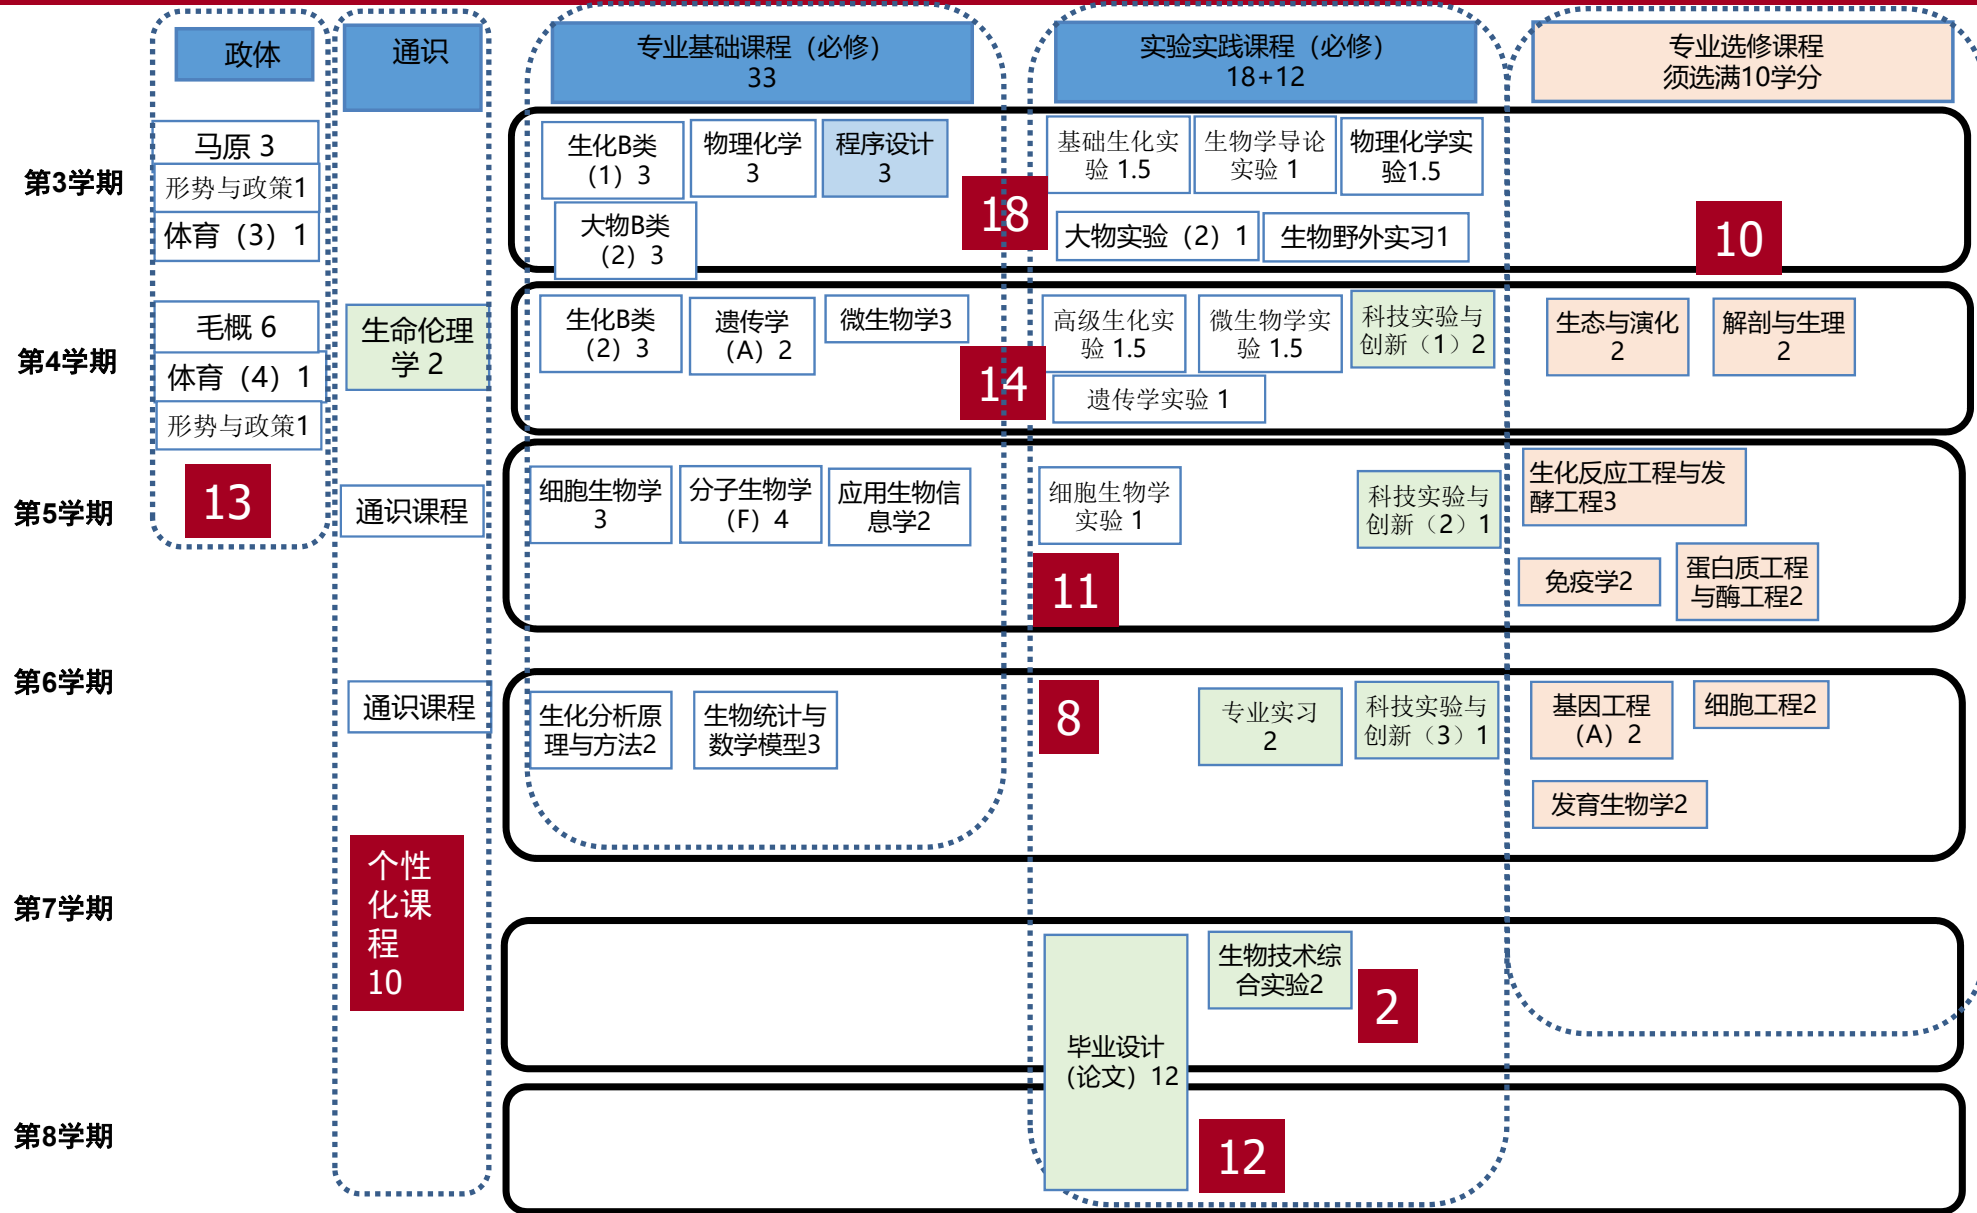 政体
通识
专业基础课程（必修）
33
实验实践课程（必修）
18+12
专业选修课程
须选满10学分
第3学期
马原 3
形势与政策1
体育（3）1
生化B类
（1）3
物理化学
3
程序设计
3
大物B类
（2）3
18
基础生化实
验 1.5
生物学导论
实验 1
物理化学实
验1.5
大物实验（2）1
生物野外实习1
10
第4学期
毛概 6
体育（4）1
形势与政策1
生命伦理
学 2
生化B类
（2）3
遗传学
（A）2
微生物学3
14
高级生化实
验 1.5
微生物学实
验 1.5
科技实验与
创新（1）2
遗传学实验 1
生态与演化
2
解剖与生理
2
第5学期
13
通识课程
细胞生物学
3
分子生物学
（F）4
应用生物信
息学2
细胞生物学
实验 1
11
科技实验与
创新（2）1
生化反应工程与发
酵工程3
免疫学2
蛋白质工程
与酶工程2
第6学期
通识课程
生化分析原
理与方法2
生物统计与
数学模型3
8
专业实习
2
科技实验与
创新（3）1
基因工程
（A）2
细胞工程2
发育生物学2
第7学期
个性
化课
程
10
生物技术综
合实验2
2
毕业设计
（论文）12
第8学期
12